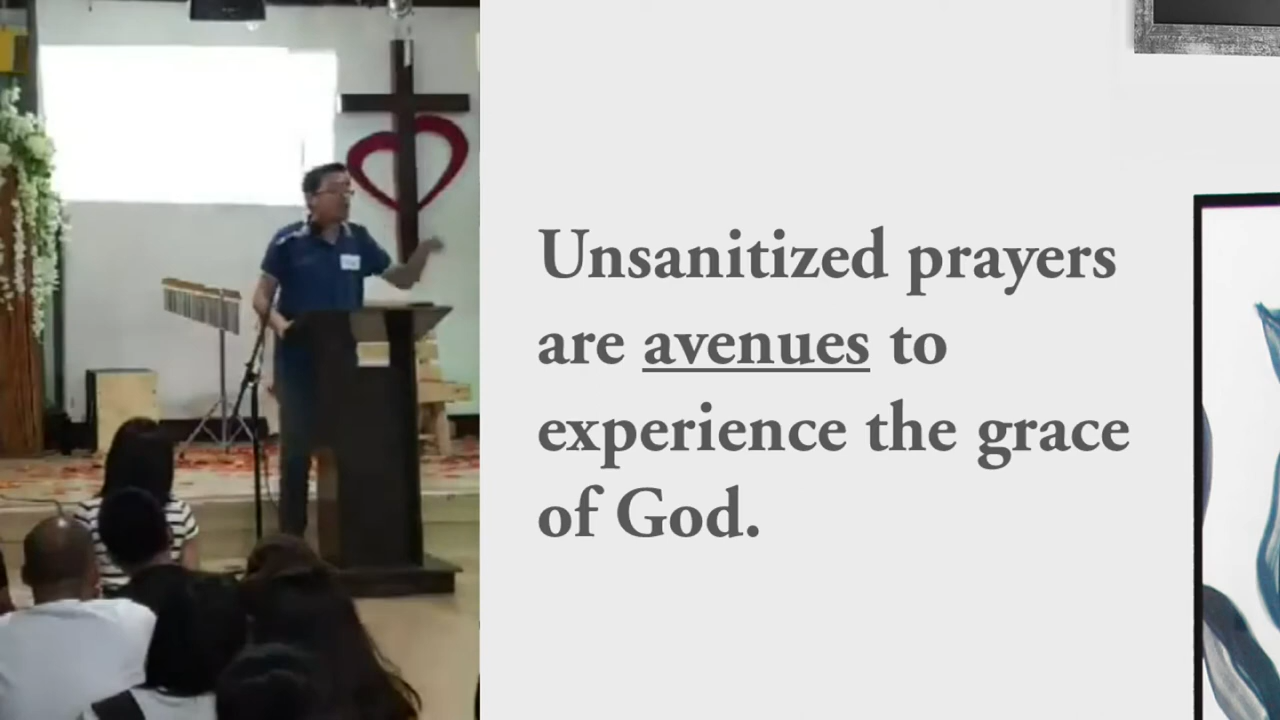 Unsanitized prayers
are avenues to
experience the grace
of God.